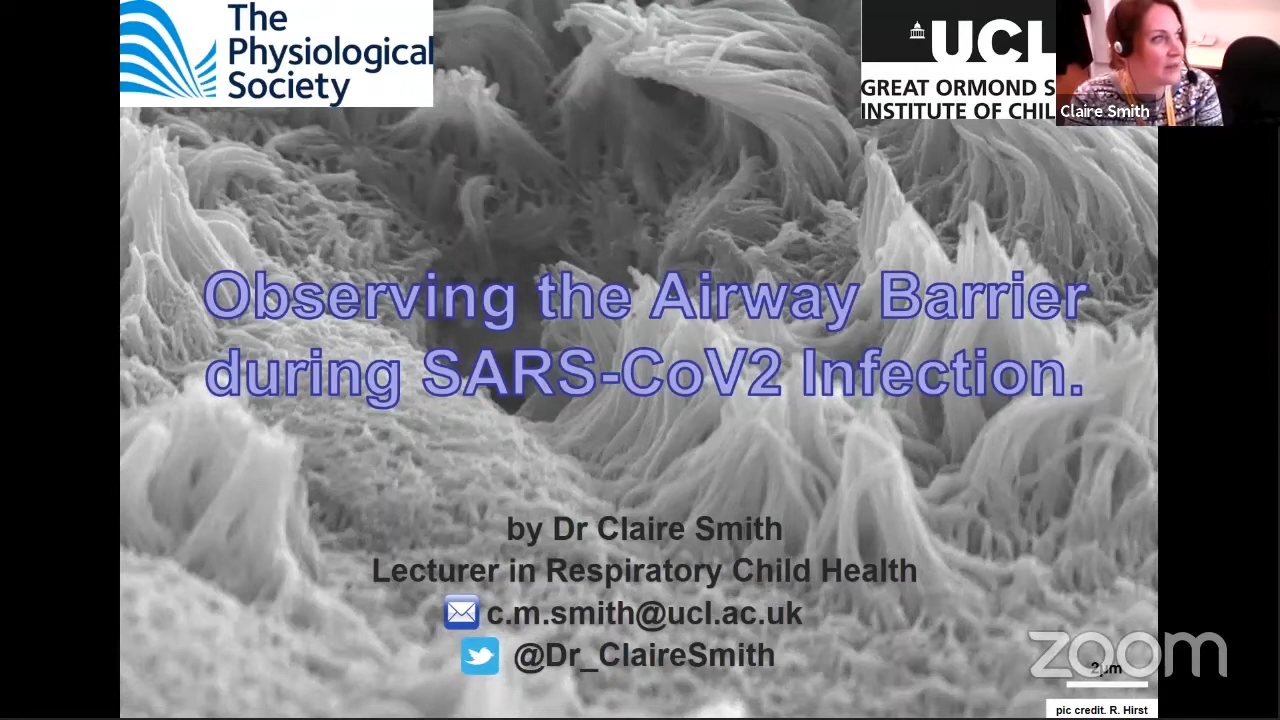 The
Physiological
Society
UCL
GREAT ORMOND S
INSTITUTE OF CHIL
Claire Smith
Observing the Airway Barrier
during SARS-CoV2 Infection.
by Dr Claire Smith
Lecturer in Respiratory Child Health
c.m.smith@ucl.ac.uk
@Dr_ClaireSmith
zoom
2µm
pic credit. R. Hirst